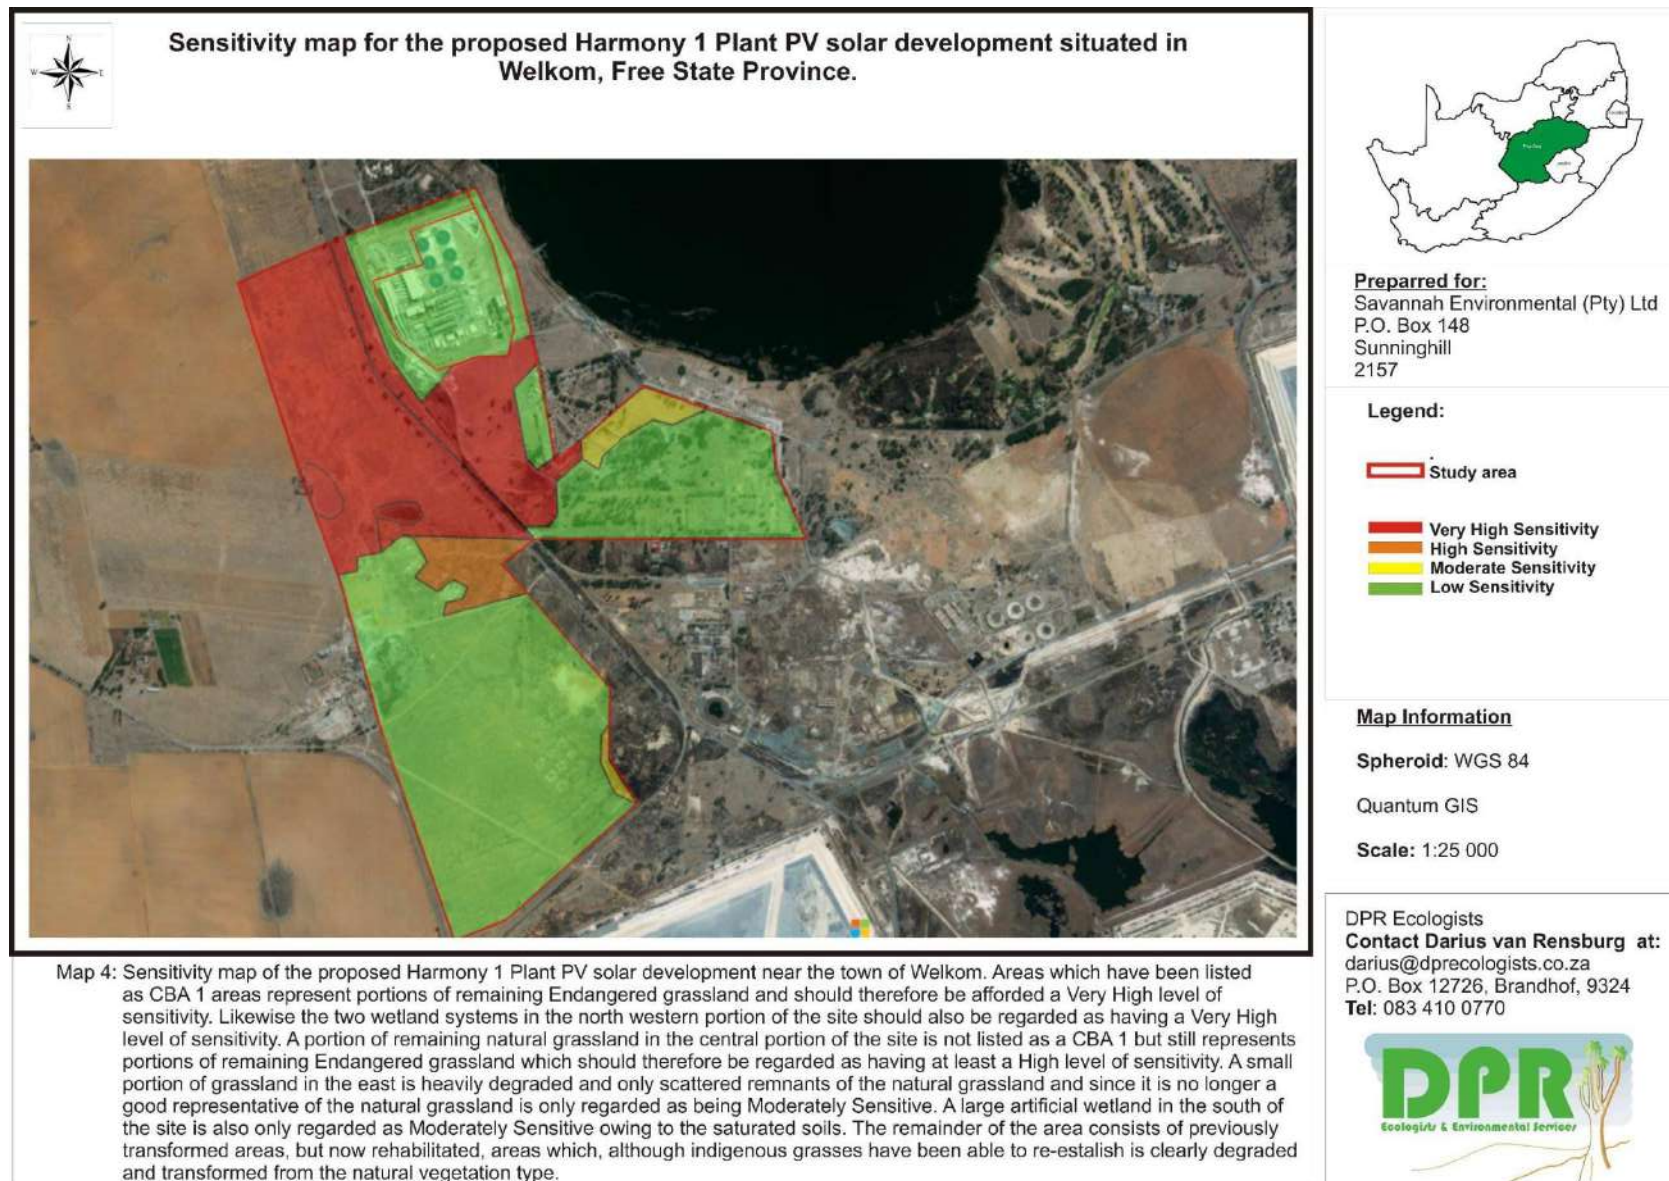 Sensitivity map for the proposed Harmony 1 Plant PV solar development situated in
Welkom, Free State Province.
N
W
E
S
Preparred for:
Savannah Environmental (Pty) Ltd
P.O. Box 148
Sunninghill
2157
Legend:
Study area
Very High Sensitivity
High Sensitivity
Moderate Sensitivity
Low Sensitivity
Map Information
Spheroid: WGS 84
Quantum GIS
Scale: 1:25 000
DPR Ecologists
Contact Darius van Rensburg at:
darius@dprecologists.co.za
P.O. Box 12726, Brandhof, 9324
Tel: 083 410 0770
DPR
Ecologists & Environmental Services
Map 4: Sensitivity map of the proposed Harmony 1 Plant PV solar development near the town of Welkom. Areas which have been listed
as CBA 1 areas represent portions of remaining Endangered grassland and should therefore be afforded a Very High level of
sensitivity. Likewise the two wetland systems in the north western portion of the site should also be regarded as having a Very High
level of sensitivity. A portion of remaining natural grassland in the central portion of the site is not listed as a CBA 1 but still represents
portions of remaining Endangered grassland which should therefore be regarded as having at least a High level of sensitivity. A small
portion of grassland in the east is heavily degraded and only scattered remnants of the natural grassland and since it is no longer a
good representative of the natural grassland is only regarded as being Moderately Sensitive. A large artificial wetland in the south of
the site is also only regarded as Moderately Sensitive owing to the saturated soils. The remainder of the area consists of previously
transformed areas, but now rehabilitated, areas which, although indigenous grasses have been able to re-estalish is clearly degraded
and transformed from the natural vegetation type.